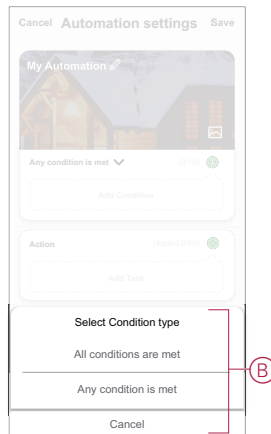 Cancel Automation settings Save
My Automation
Any condition is met
Add Condition
Action
Add Task
Select Condition type
All conditions are met
Any condition is met
Cancel
B